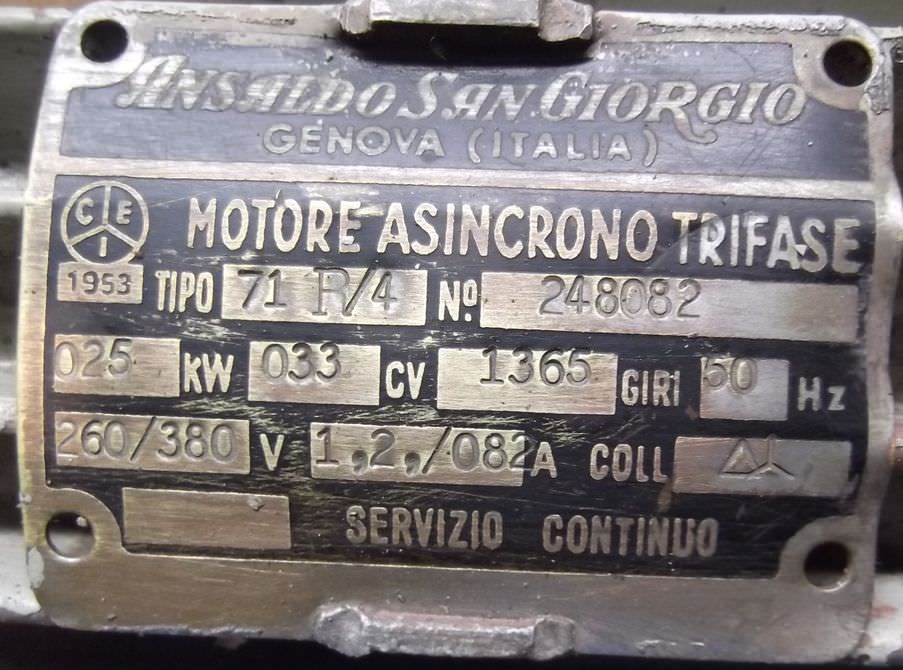 ANSALDO SAN GIORGIO
GENOVA (ITALIA)
CEI MOTORE ASINCRONO TRIFASE
1953 TIPO 71 R/4 Nº 248082
025 KW 033 CV 1365 GIRI 50 Hz
260/380 V 1,2,/082 A COLL
SERVIZIO CONTINUO